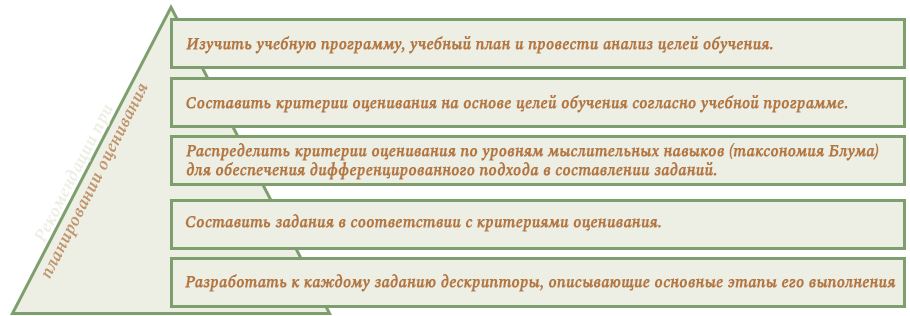 Рекомендации при
планировании оценивания
Изучить учебную программу, учебный план и провести анализ целей обучения.
Составить критерии оценивания на основе целей обучения согласно учебной программе.
Распределить критерии оценивания по уровням мыслительных навыков (таксономия Блума)
для обеспечения дифференцированного подхода в составлении заданий.
Составить задания в соответствии с критериями оценивания.
Разработать к каждому заданию дескрипторы, описывающие основные этапы его выполнения